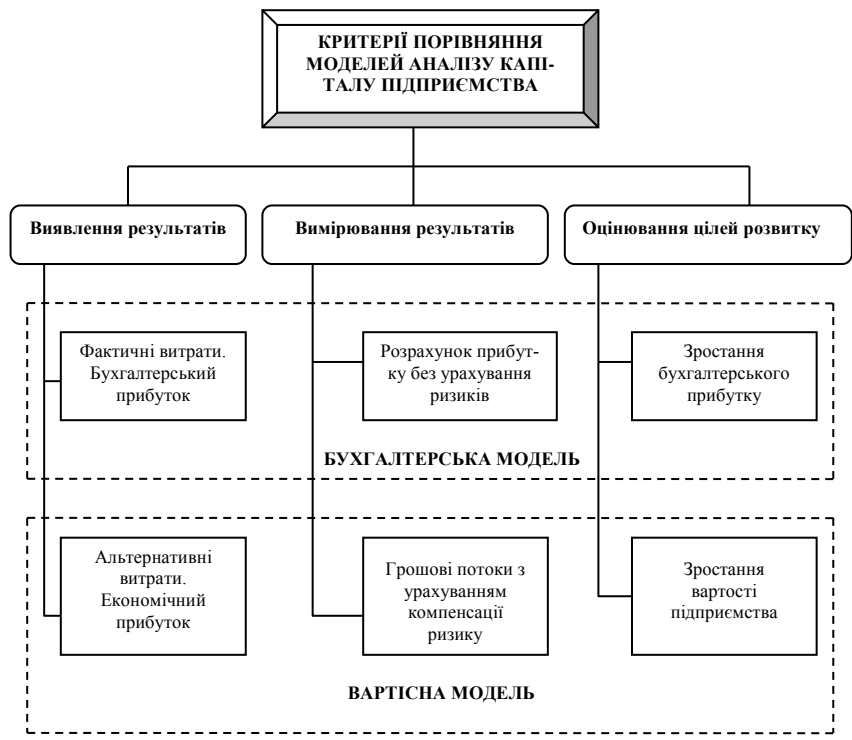 КРИТЕРІЇ ПОРІВНЯННЯ
МОДЕЛЕЙ АНАЛІЗУ КАПІ-
ТАЛУ ПІДПРИЄМСТВА
Виявлення результатів
Вимірювання результатів
Оцінювання цілей розвитку
Фактичні витрати.
Бухгалтерський
прибуток
Розрахунок прибут-
ку без урахування
ризиків
Зростання
бухгалтерського
прибутку
БУХГАЛТЕРСЬКА МОДЕЛЬ
Альтернативні
витрати.
Економічний
прибуток
Грошові потоки з
урахуванням
компенсації
ризику
Зростання
вартості
підприємства
ВАРТІСНА МОДЕЛЬ